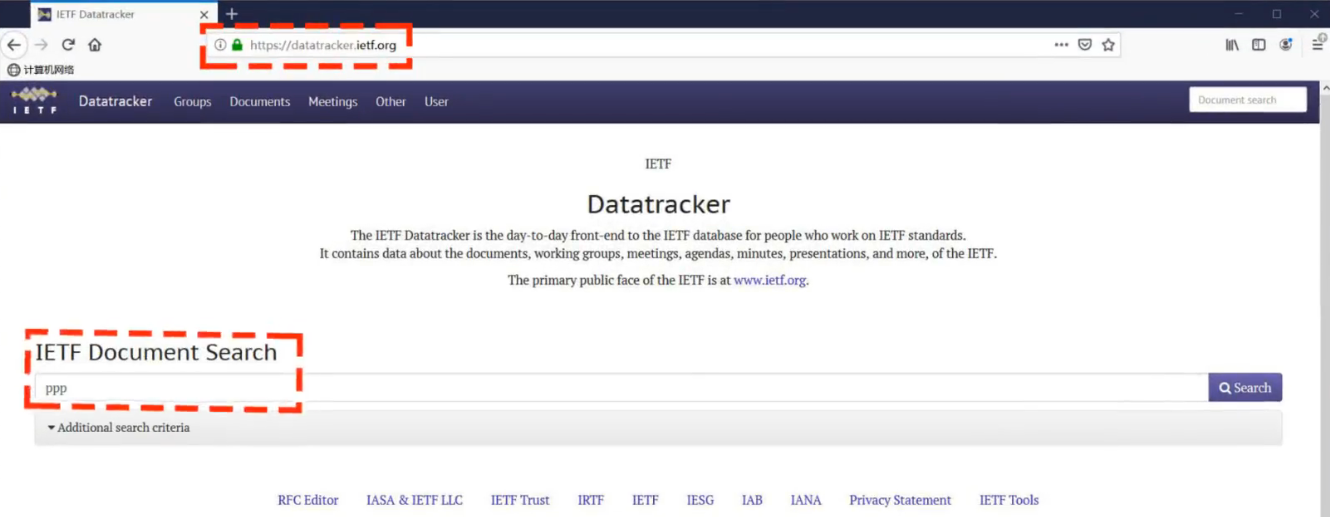 IETF Datatracker
https://datatracker.ietf.org
计算机网络
IETF Datatracker Groups Documents Meetings Other User Document search
IETF
Datatracker
The IETF Datatracker is the day-to-day front-end to the IETF database for people who work on IETF standards.
It contains data about the documents, working groups, meetings, agendas, minutes, presentations, and more, of the IETF.
The primary public face of the IETF is at www.ietf.org.
IETF Document Search
ppp Search
Additional search criteria
RFC Editor IASA & IETF LLC IETF Trust IRTF IETF IESG IAB IANA Privacy Statement IETF Tools